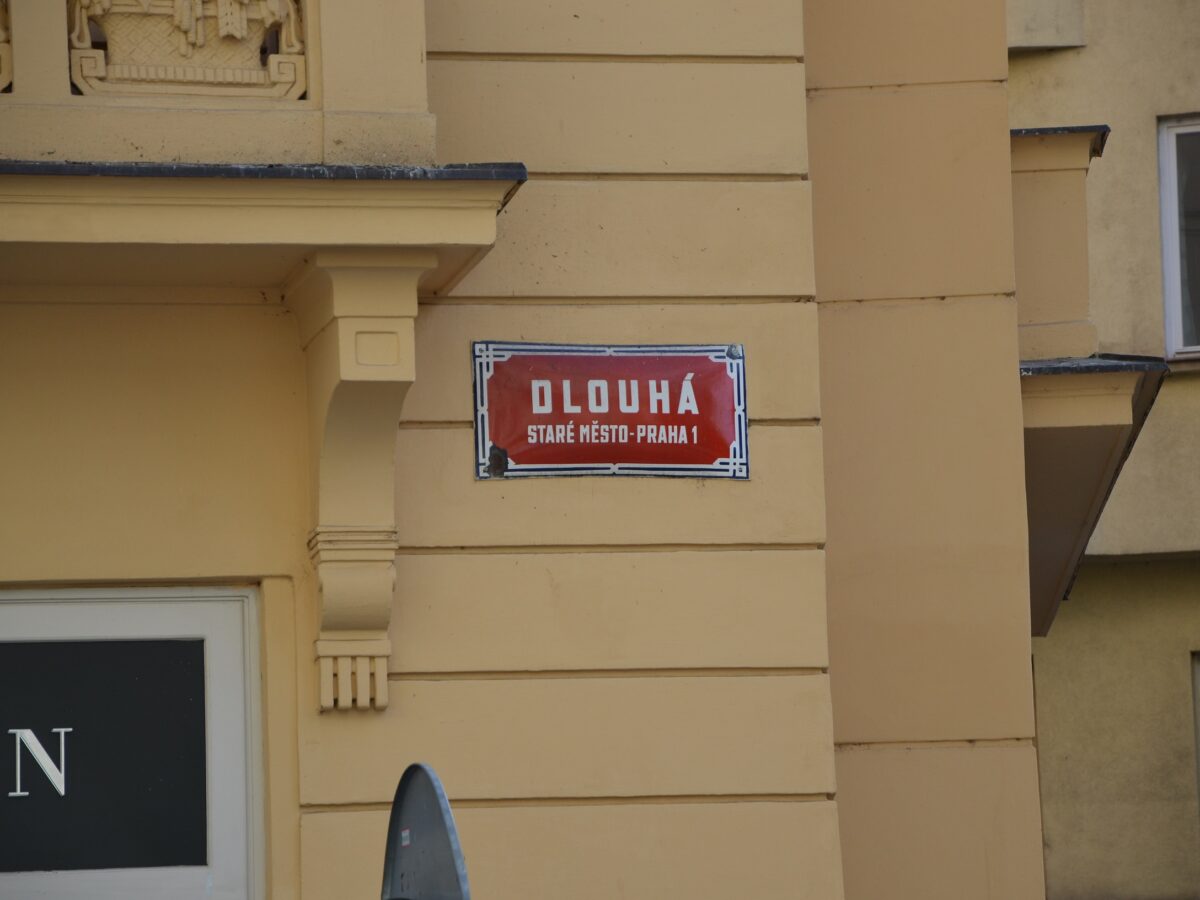 DLOUHÁ
STARÉ MĚSTO-PRAHA 1
N